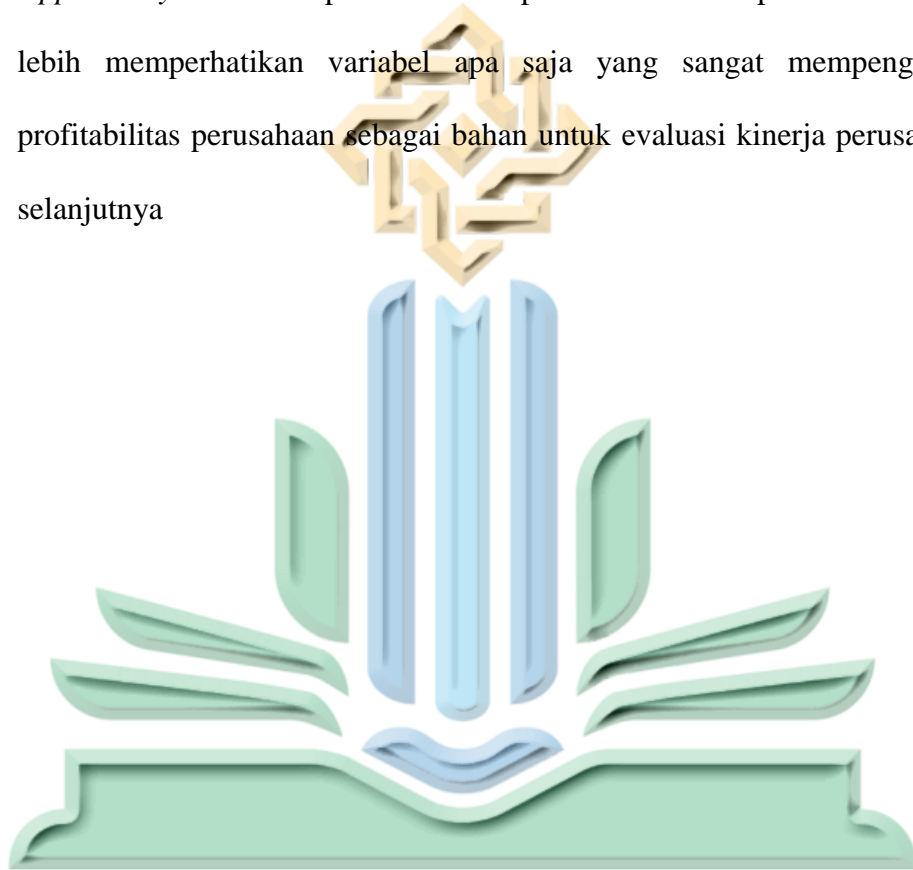 lebih memperhatikan variabel apa saja yang sangat mempeng
profitabilitas perusahaan sebagai bahan untuk evaluasi kinerja perusa
selanjutnya